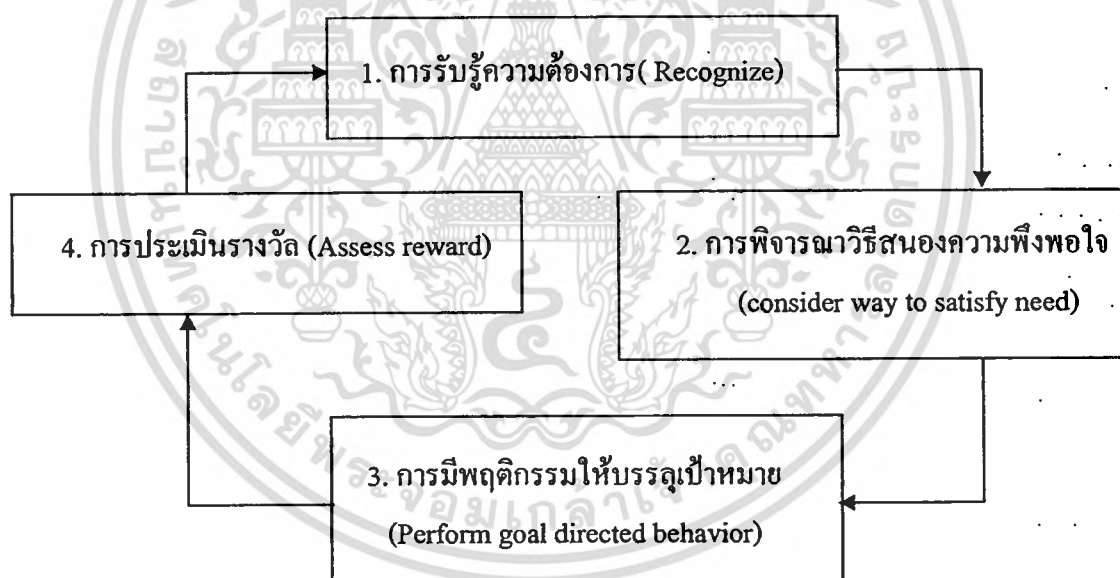 1. การรับรู้ความต้องการ( Recognize)
2. การพิจารณาวิธีสนองความพึงพอใจ
(consider way to satisfy need)
3. การมีพฤติกรรมให้บรรลุเป้าหมาย
(Perform goal directed behavior)
4. การประเมินรางวัล (Assess reward)